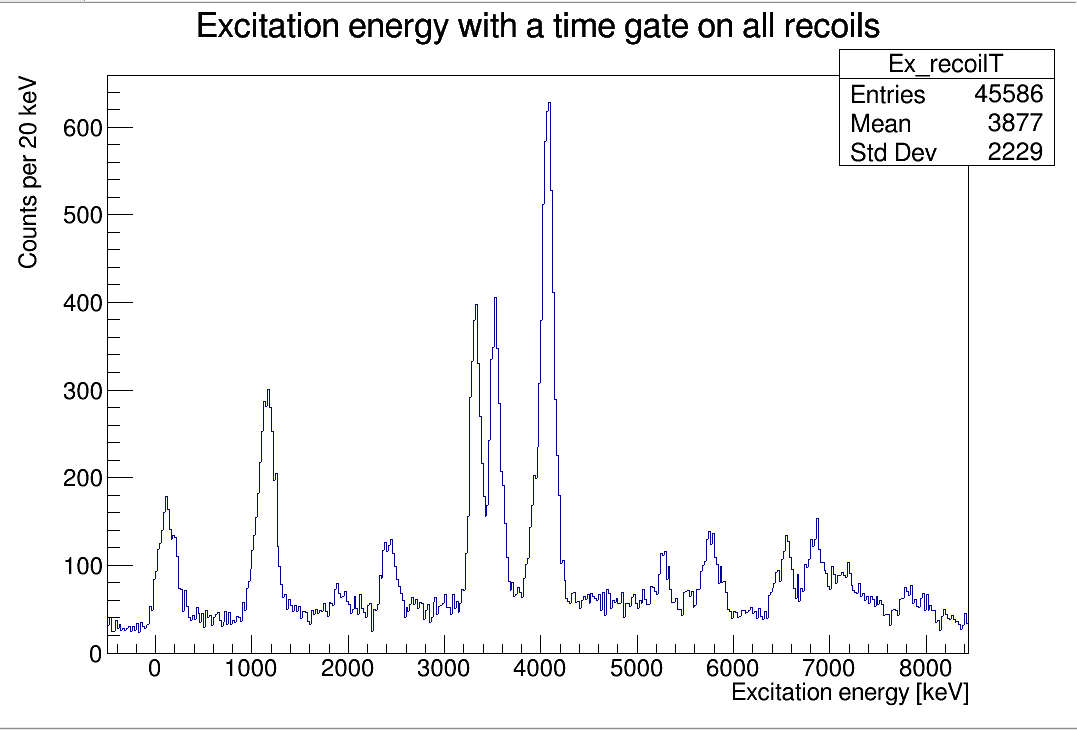 Excitation energy with a time gate on all recoils
Ex_recoilT
Entries 45586
Mean 3877
Std Dev 2229
Counts per 20 keV
600
500
400
300
200
100
0
0 1000 2000 3000 4000 5000 6000 7000 8000
Excitation energy [keV]